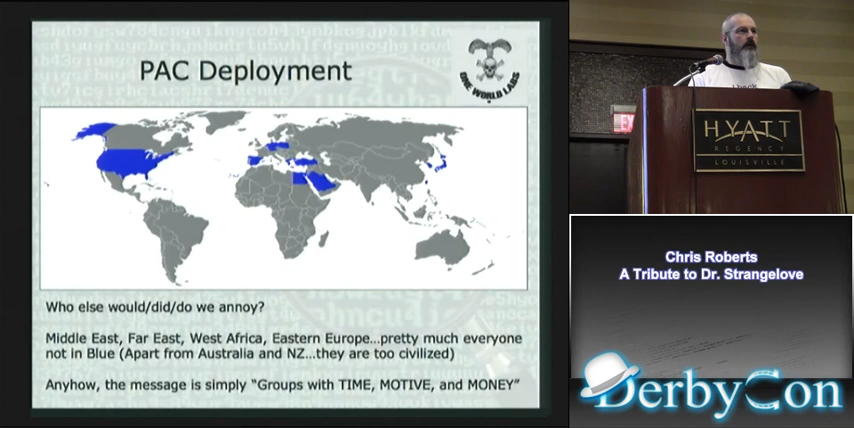 PAC Deployment
ONE WORLD LABS
Who else would/did/do we annoy?
Middle East, Far East, West Africa, Eastern Europe...pretty much everyone
not in Blue (Apart from Australia and NZ...they are too civilized)
Anyhow, the message is simply “Groups with TIME, MOTIVE, and MONEY”
I hack
EX
HYATT
REGENCY
LOUISVILLE
Chris Roberts
A Tribute to Dr. Strangelove
DerbyCon